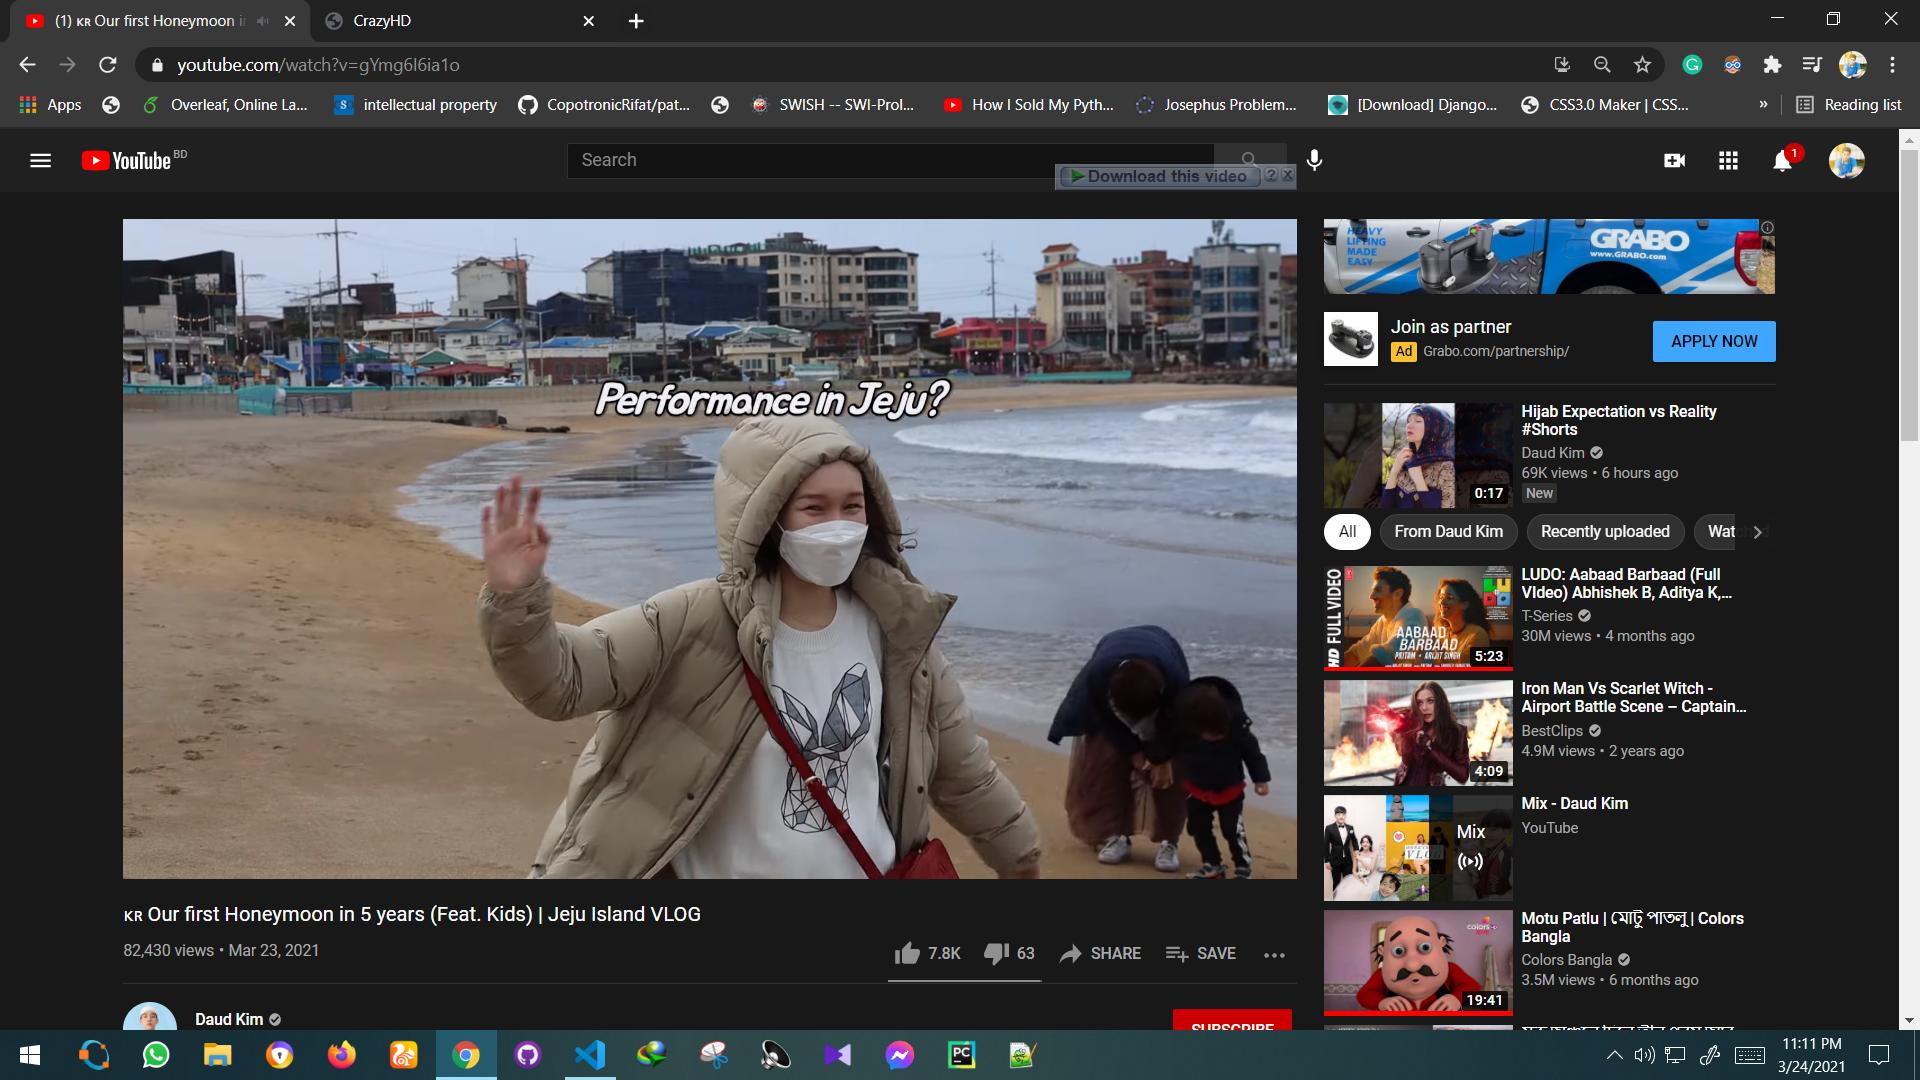 (1) KR Our first Honeymoon i
CrazyHD
youtube.com/watch?v=gYmg6I6ia1o
Apps
Overleaf, Online La...
intellectual property
CopotronicRifat/pat...
SWISH -- SWI-Prol...
How I Sold My Pyth...
Josephus Problem...
[Download] Django...
CSS3.0 Maker | CSS...
»
Reading list
YouTube BD
Search
1
Download this video ? X
HEAVY
LIFTING
MADE
EASY
GRABO
www.GRABO.com
Join as partner
Ad Grabo.com/partnership/
APPLY NOW
Performance in Jeju?
Hijab Expectation vs Reality
#Shorts
Daud Kim
69K views • 6 hours ago
New
0:17
All
From Daud Kim
Recently uploaded
Wat
HD FULL VIDEO
AABAAD
BARBAAD
PRITAM • ARIJIT SINGH
5:23
LUDO: Aabaad Barbaad (Full
VIdeo) Abhishek B, Aditya K,...
T-Series
30M views • 4 months ago
4:09
Iron Man Vs Scarlet Witch -
Airport Battle Scene – Captain...
BestClips
4.9M views • 2 years ago
VLOG
Mix
Mix - Daud Kim
YouTube
colors
19:41
Motu Patlu | মোটু পাতলু | Colors
Bangla
Colors Bangla
3.5M views • 6 months ago
KR Our first Honeymoon in 5 years (Feat. Kids) | Jeju Island VLOG
82,430 views • Mar 23, 2021
7.8K
63
SHARE
SAVE
Daud Kim
SUBSCRIBE
PC
11:11 PM
3/24/2021